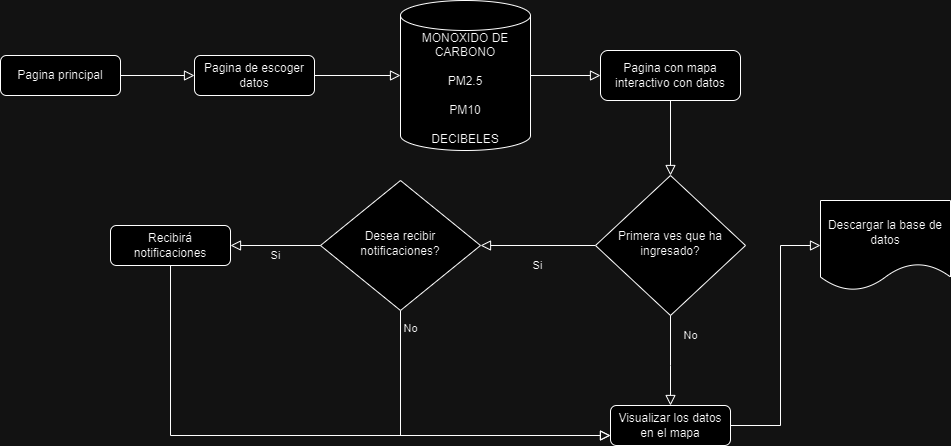 Pagina principal
Pagina de escoger
datos
MONOXIDO DE
CARBONO
PM2.5
PM10
DECIBELES
Pagina con mapa
interactivo con datos
Primera ves que ha
ingresado?
Si
Desea recibir
notificaciones?
Si
Recibirá
notificaciones
No
No
Visualizar los datos
en el mapa
Descargar la base de
datos